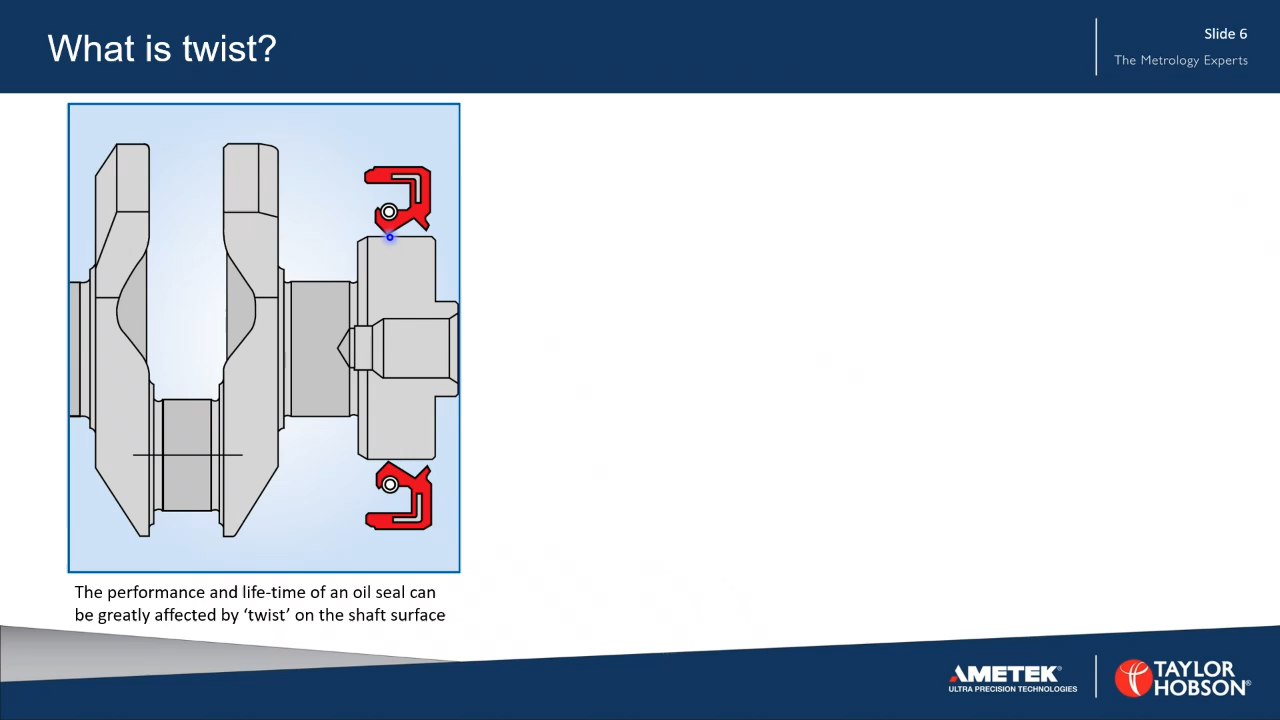 What is twist?
Slide 6
The Metrology Experts
The performance and life-time of an oil seal can
be greatly affected by ‘twist’ on the shaft surface
AMETEK®
ULTRA PRECISION TECHNOLOGIES
TAYLOR
HOBSON®